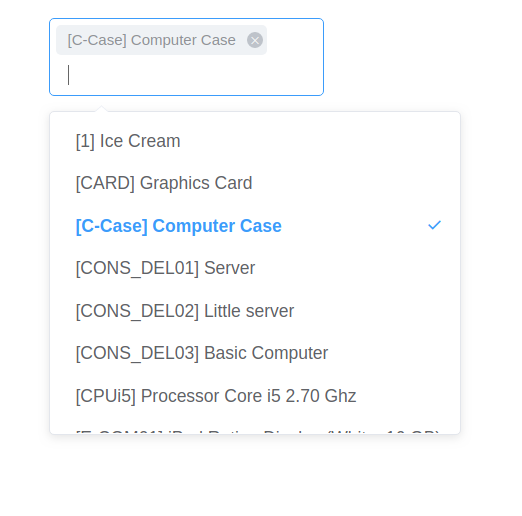 [C-Case] Computer Case
[1] Ice Cream
[CARD] Graphics Card
[C-Case] Computer Case
[CONS_DEL01] Server
[CONS_DEL02] Little server
[CONS_DEL03] Basic Computer
[CPUi5] Processor Core i5 2.70 Ghz